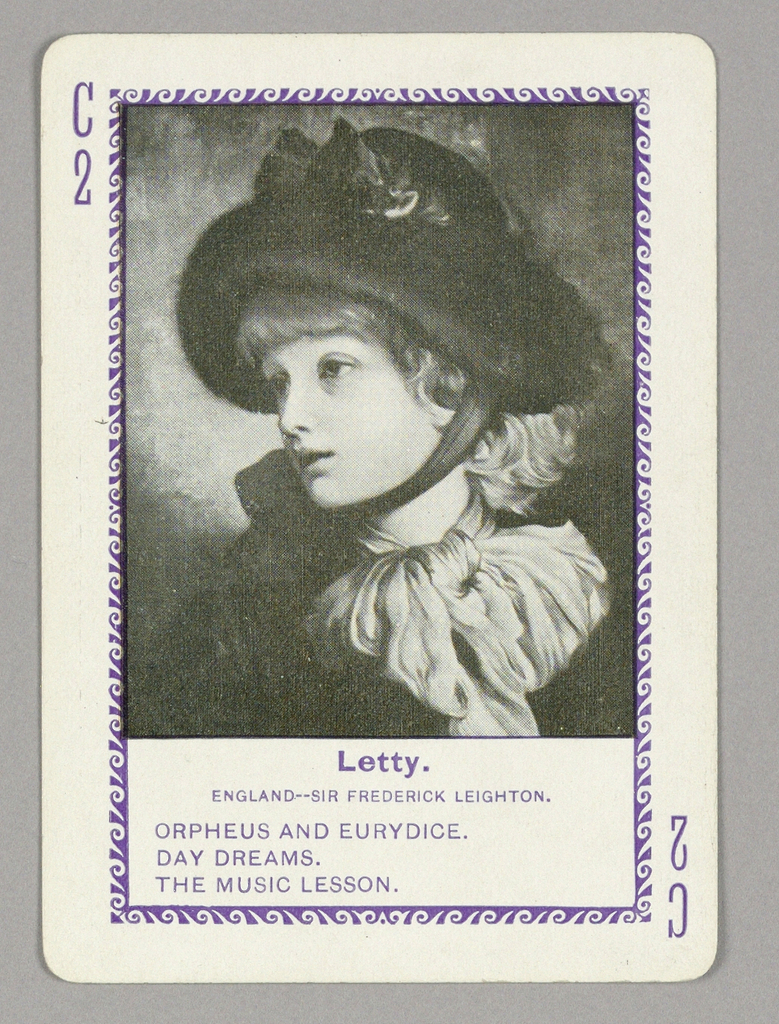 C
2
Letty.
ENGLAND--SIR FREDERICK LEIGHTON.
ORPHEUS AND EURYDICE.
DAY DREAMS.
THE MUSIC LESSON.
C
2